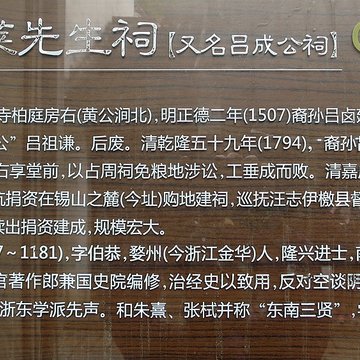 先生祠[又名吕成公祠]
寺柏庭房右(黄公涧北),明正德二年(1507)裔孙吕卤
公"吕祖谦。后废。清乾隆五十九年(1794),裔孙
右享堂前,以占周祠免粮地涉讼,工垂成而败。清嘉
捐资在锡山之麓(今址)购地建祠,巡抚汪志伊檄县
出捐资建成,规模宏大。
7~1181),字伯恭,婺州(今浙江金华)人,隆兴进士,
官著作郎兼国史院编修,治经史以致用,反对空谈阴
浙东学派先声。和朱熹、张栻并称"东南三贤",